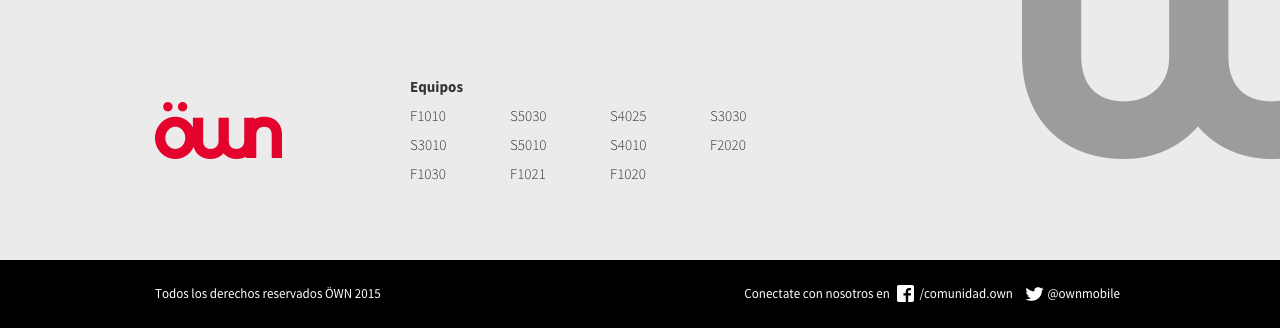 öwn
Equipos
F1010 S5030 S4025 S3030
S3010 S5010 S4010 F2020
F1030 F1021 F1020
Todos los derechos reservados ÖWN 2015
Conectate con nosotros en /comunidad.own @ownmobile